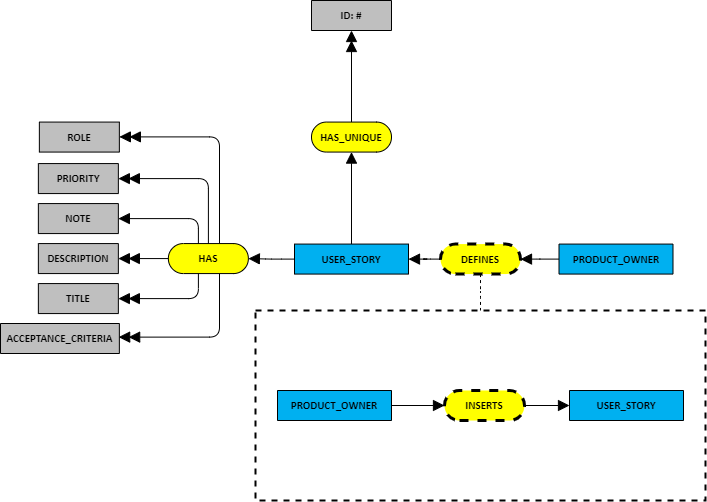 ID: #
HAS_UNIQUE
ROLE
PRIORITY
NOTE
DESCRIPTION
TITLE
ACCEPTANCE_CRITERIA
HAS
USER_STORY
DEFINES
PRODUCT_OWNER
PRODUCT_OWNER
INSERTS
USER_STORY